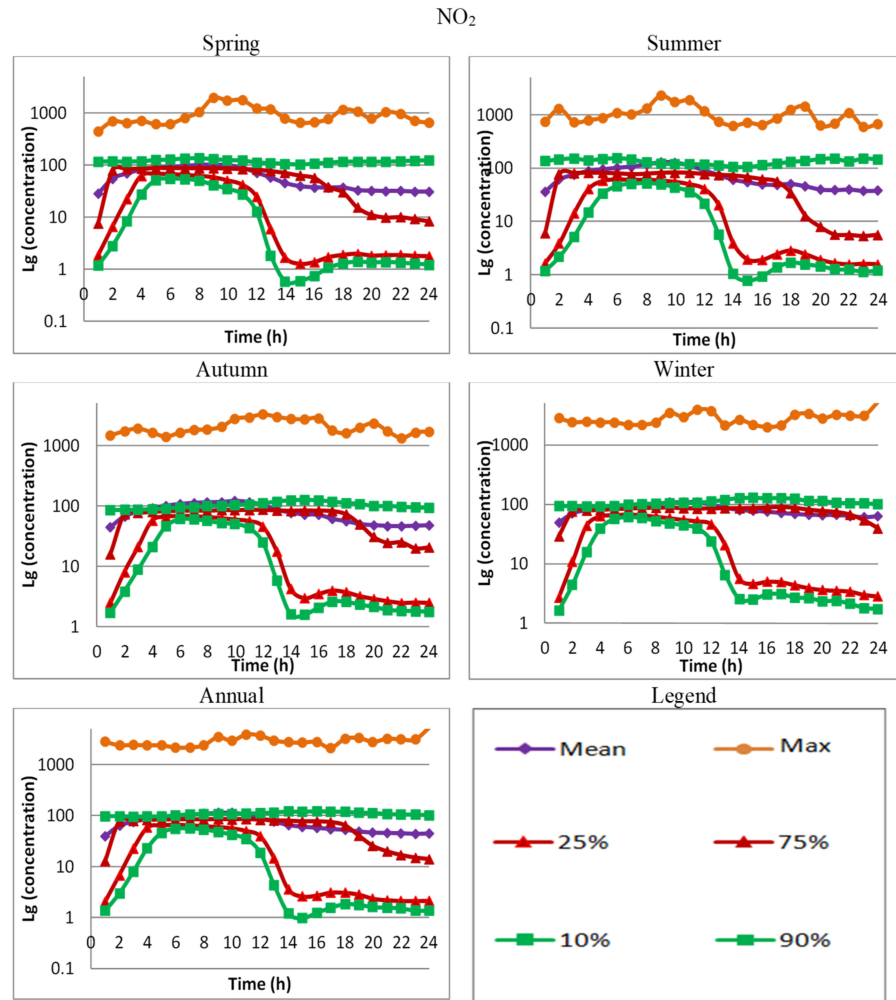 NO₂
Spring
Summer
Lg (concentration)
1000
100
10
1
0.1
0 2 4 6 8 10 12 14 16 18 20 22 24
Time (h)
Lg (concentration)
1000
100
10
1
0.1
0 2 4 6 8 10 12 14 16 18 20 22 24
Time (h)
Autumn
Winter
Lg (concentration)
1000
100
10
1
0 2 4 6 8 10 12 14 16 18 20 22 24
Time (h)
Lg (concentration)
1000
100
10
1
0 2 4 6 8 10 12 14 16 18 20 22 24
Time (h)
Annual
Legend
Lg (concentration)
1000
100
10
1
0.1
0 2 4 6 8 10 12 14 16 18 20 22 24
Time (h)
Mean Max
25% 75%
10% 90%